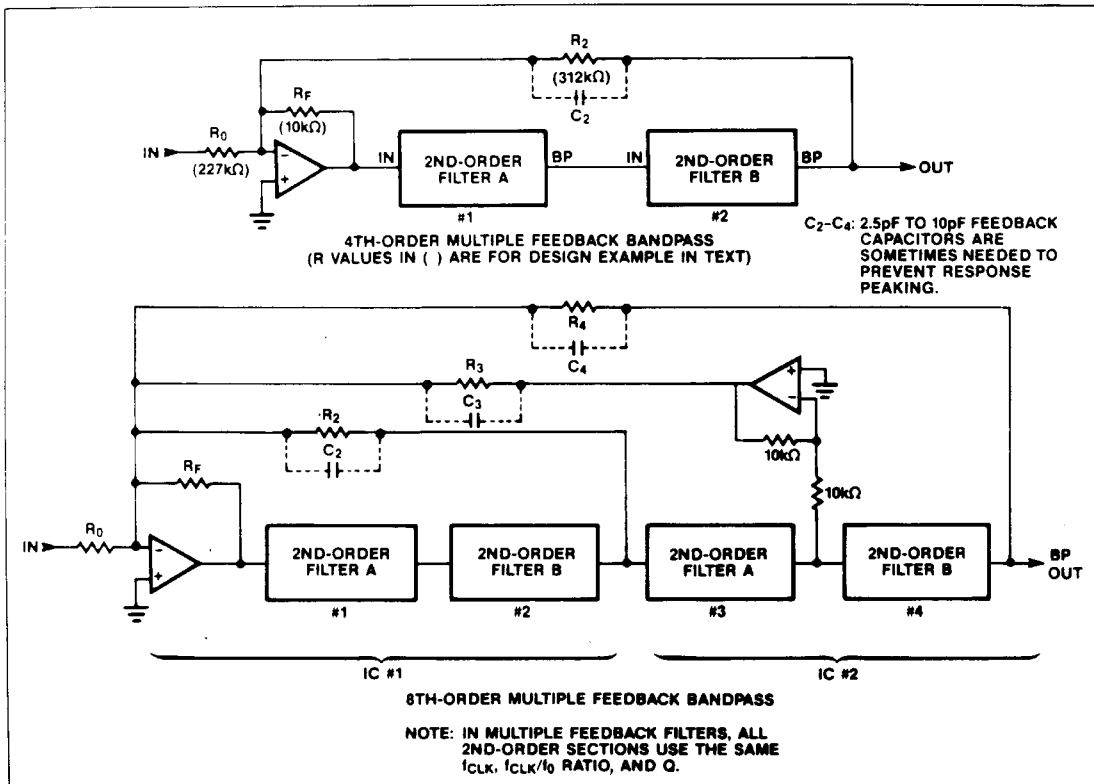 R2
(312kΩ)
C2
RF
(10kΩ)
R0
IN
(227kΩ)
−
+
IN
2ND-ORDER
FILTER A
BP
#1
IN
2ND-ORDER
FILTER B
BP
#2
OUT
4TH-ORDER MULTIPLE FEEDBACK BANDPASS
(R VALUES IN ( ) ARE FOR DESIGN EXAMPLE IN TEXT)
C2–C4: 2.5pF TO 10pF FEEDBACK
CAPACITORS ARE
SOMETIMES NEEDED TO
PREVENT RESPONSE
PEAKING.
R4
C4
R3
C3
+
−
R2
C2
10kΩ
10kΩ
RF
R0
IN
−
+
2ND-ORDER
FILTER A
#1
2ND-ORDER
FILTER B
#2
2ND-ORDER
FILTER A
#3
2ND-ORDER
FILTER B
#4
BP
OUT
IC #1
IC #2
8TH-ORDER MULTIPLE FEEDBACK BANDPASS
NOTE: IN MULTIPLE FEEDBACK FILTERS, ALL
2ND-ORDER SECTIONS USE THE SAME
fCLK, fCLK/f0 RATIO, AND Q.